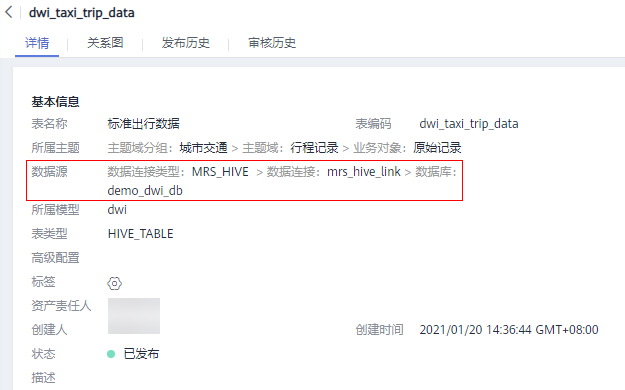 dwi_taxi_trip_data
详情 关系图 发布历史 审核历史
基本信息
表名称 标准出行数据 表编码 dwi_taxi_trip_data
所属主题 主题域分组：城市交通 > 主题域：行程记录 > 业务对象：原始记录
数据源 数据连接类型：MRS_HIVE > 数据连接：mrs_hive_link > 数据库：
demo_dwi_db
所属模型 dwi
表类型 HIVE_TABLE
高级配置
标签
资产责任人
创建人 创建时间 2021/01/20 14:36:44 GMT+08:00
状态 已发布
描述